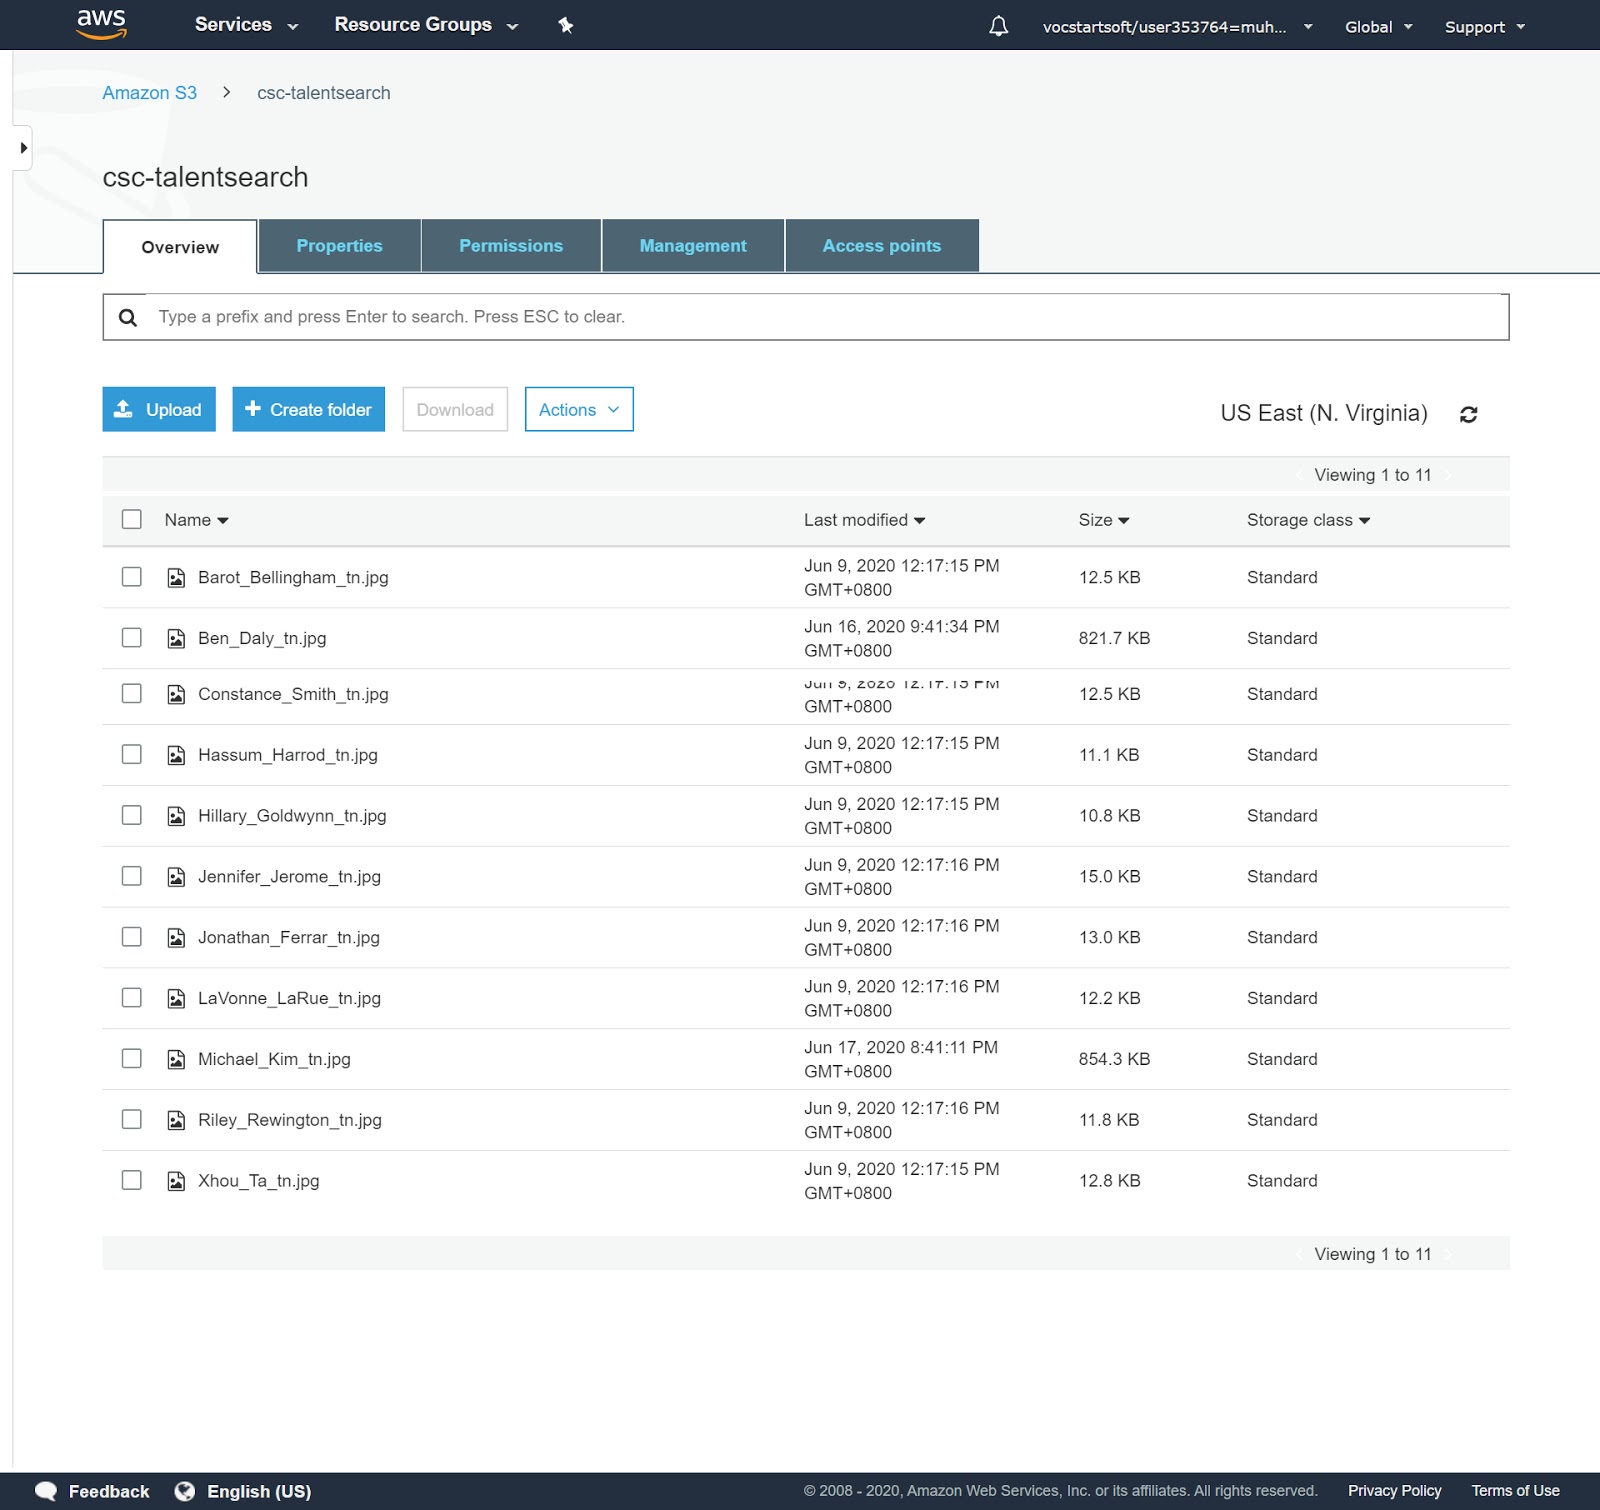 aws Services Resource Groups vocstartsoft/user353764=muh... Global Support
Amazon S3 > csc-talentsearch
csc-talentsearch
Overview Properties Permissions Management Access points
Type a prefix and press Enter to search. Press ESC to clear.
Upload Create folder Download Actions US East (N. Virginia)
Viewing 1 to 11
Name Last modified Size Storage class
Barot_Bellingham_tn.jpg Jun 9, 2020 12:17:15 PM 12.5 KB Standard
GMT+0800
Ben_Daly_tn.jpg Jun 16, 2020 9:41:34 PM 821.7 KB Standard
GMT+0800
Constance_Smith_tn.jpg Jun 9, 2020 12:17:15 PM 12.5 KB Standard
GMT+0800
Hassum_Harrod_tn.jpg Jun 9, 2020 12:17:15 PM 11.1 KB Standard
GMT+0800
Hillary_Goldwynn_tn.jpg Jun 9, 2020 12:17:15 PM 10.8 KB Standard
GMT+0800
Jennifer_Jerome_tn.jpg Jun 9, 2020 12:17:16 PM 15.0 KB Standard
GMT+0800
Jonathan_Ferrar_tn.jpg Jun 9, 2020 12:17:16 PM 13.0 KB Standard
GMT+0800
LaVonne_LaRue_tn.jpg Jun 9, 2020 12:17:16 PM 12.2 KB Standard
GMT+0800
Michael_Kim_tn.jpg Jun 17, 2020 8:41:11 PM 854.3 KB Standard
GMT+0800
Riley_Rewington_tn.jpg Jun 9, 2020 12:17:16 PM 11.8 KB Standard
GMT+0800
Xhou_Ta_tn.jpg Jun 9, 2020 12:17:15 PM 12.8 KB Standard
GMT+0800
Viewing 1 to 11
Feedback English (US) © 2008 - 2020, Amazon Web Services, Inc. or its affiliates. All rights reserved. Privacy Policy Terms of Use